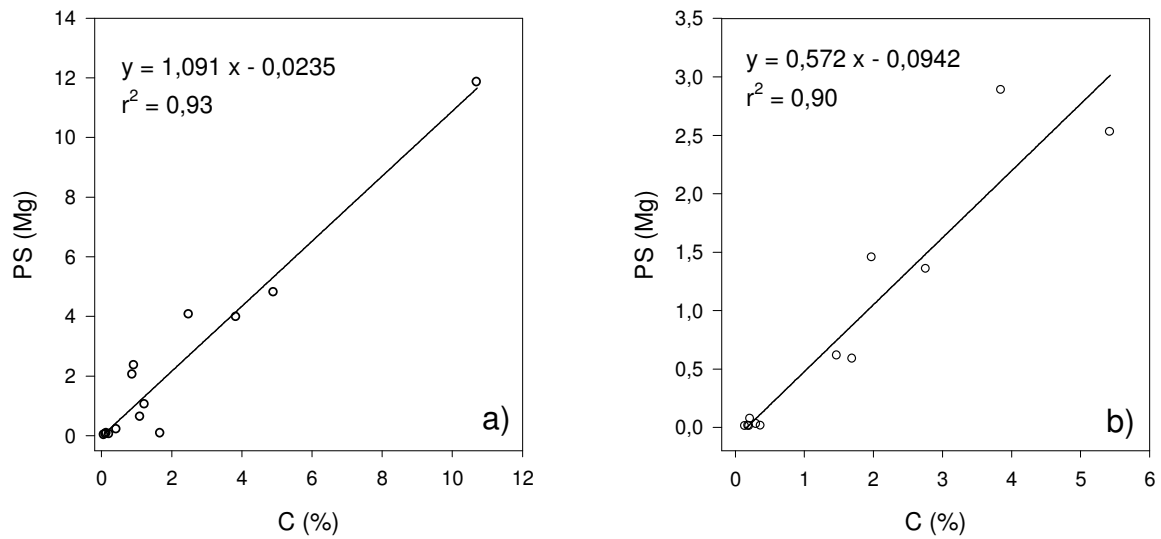 14
12
10
8
6
4
2
0
PS (Mg)
y = 1,091 x - 0,0235
r² = 0,93
a)
0 2 4 6 8 10 12
C (%)
3,5
3,0
2,5
2,0
1,5
1,0
0,5
0,0
PS (Mg)
y = 0,572 x - 0,0942
r² = 0,90
b)
0 1 2 3 4 5 6
C (%)